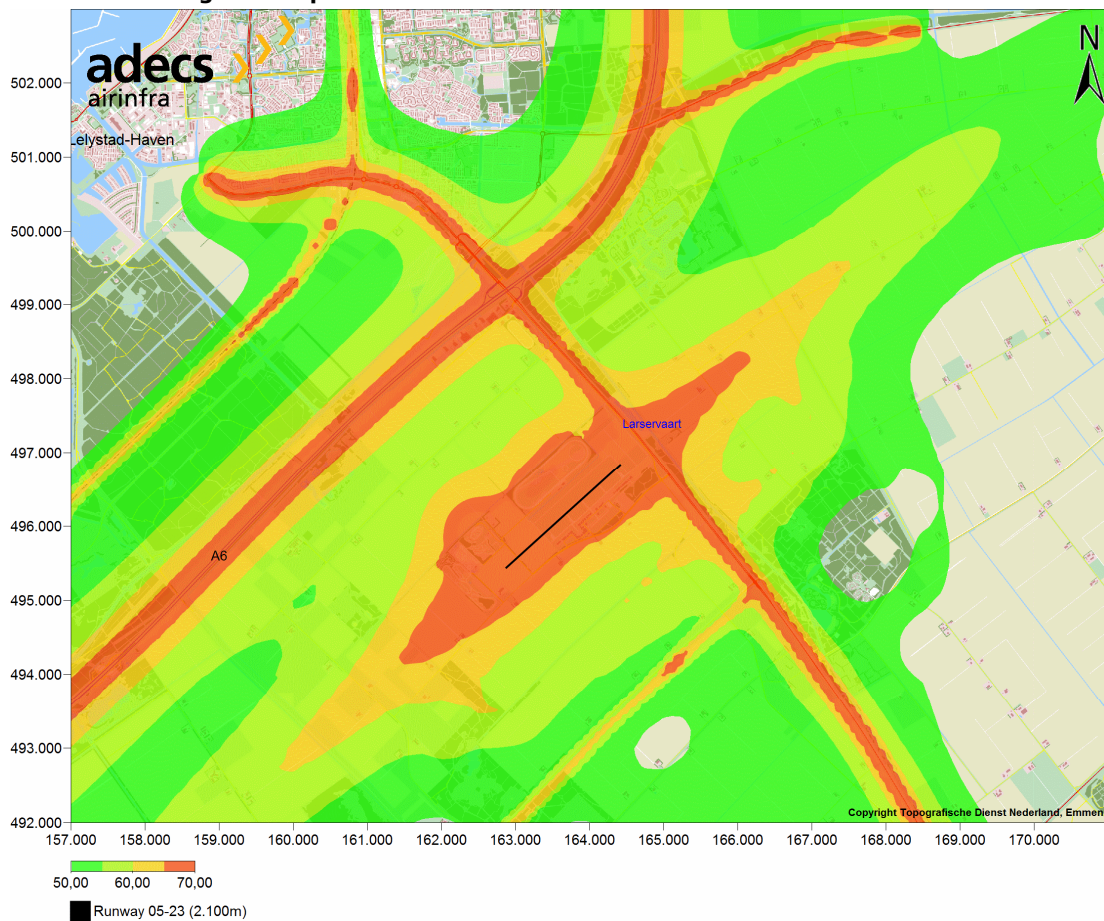 adecs
airinfra
N
Lelystad-Haven
Larservaart
A6
502.000
501.000
500.000
499.000
498.000
497.000
496.000
495.000
494.000
493.000
492.000
Copyright Topografische Dienst Nederland, Emmen
157.000 158.000 159.000 160.000 161.000 162.000 163.000 164.000 165.000 166.000 167.000 168.000 169.000 170.000
50,00 60,00 70,00
Runway 05-23 (2.100m)